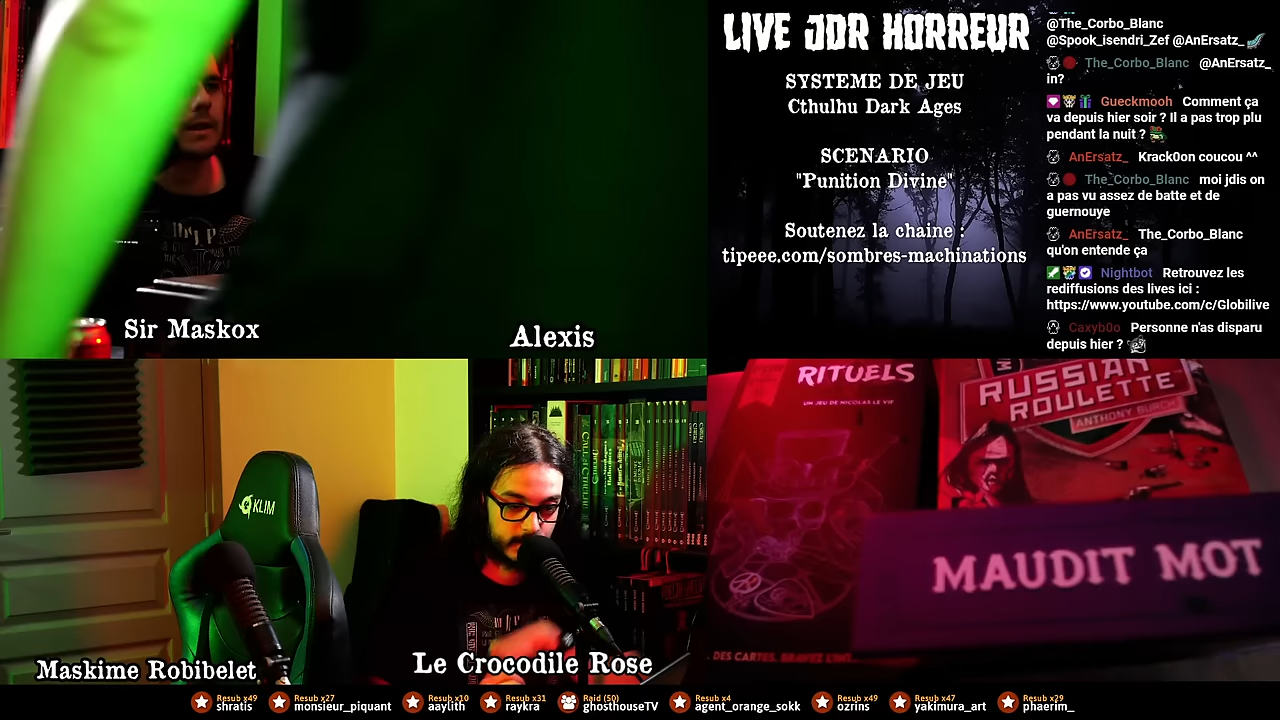 LIVE JDR HORREUR
SYSTEME DE JEU
Cthulhu Dark Ages
SCENARIO
"Punition Divine"
Soutenez la chaine :
tipeee.com/sombres-machinations
@The_Corbo_Blanc
@Spook_isendri_Zef @AnErsatz_
The_Corbo_Blanc @AnErsatz_
in?
Gueckmooh Comment ça
va depuis hier soir ? Il a pas trop plu
pendant la nuit ?
AnErsatz_ Krack0on coucou ^^
The_Corbo_Blanc moi jdis on
a pas vu assez de batte et de
guernouye
AnErsatz_ The_Corbo_Blanc
qu'on entende ça
Nightbot Retrouvez les
rediffusions des lives ici :
https://www.youtube.com/c/Globilive
Caxyb0o Personne n'as disparu
depuis hier ?
Sir Maskox
Alexis
KLIM
Maskime Robibelet
Le Crocodile Rose
RITUELS
UN JEU DE NICOLAS LE VIF
RUSSIAN
ROULETTE
MAUDIT MOT
Resub x49
shratis
Resub x27
monsieur_piquant
Resub x10
aaylith
Resub x31
raykra
Raid (50)
ghosthouseTV
Resub x4
agent_orange_sokk
Resub x49
ozrins
Resub x47
yakimura_art
Resub x29
phaerim_